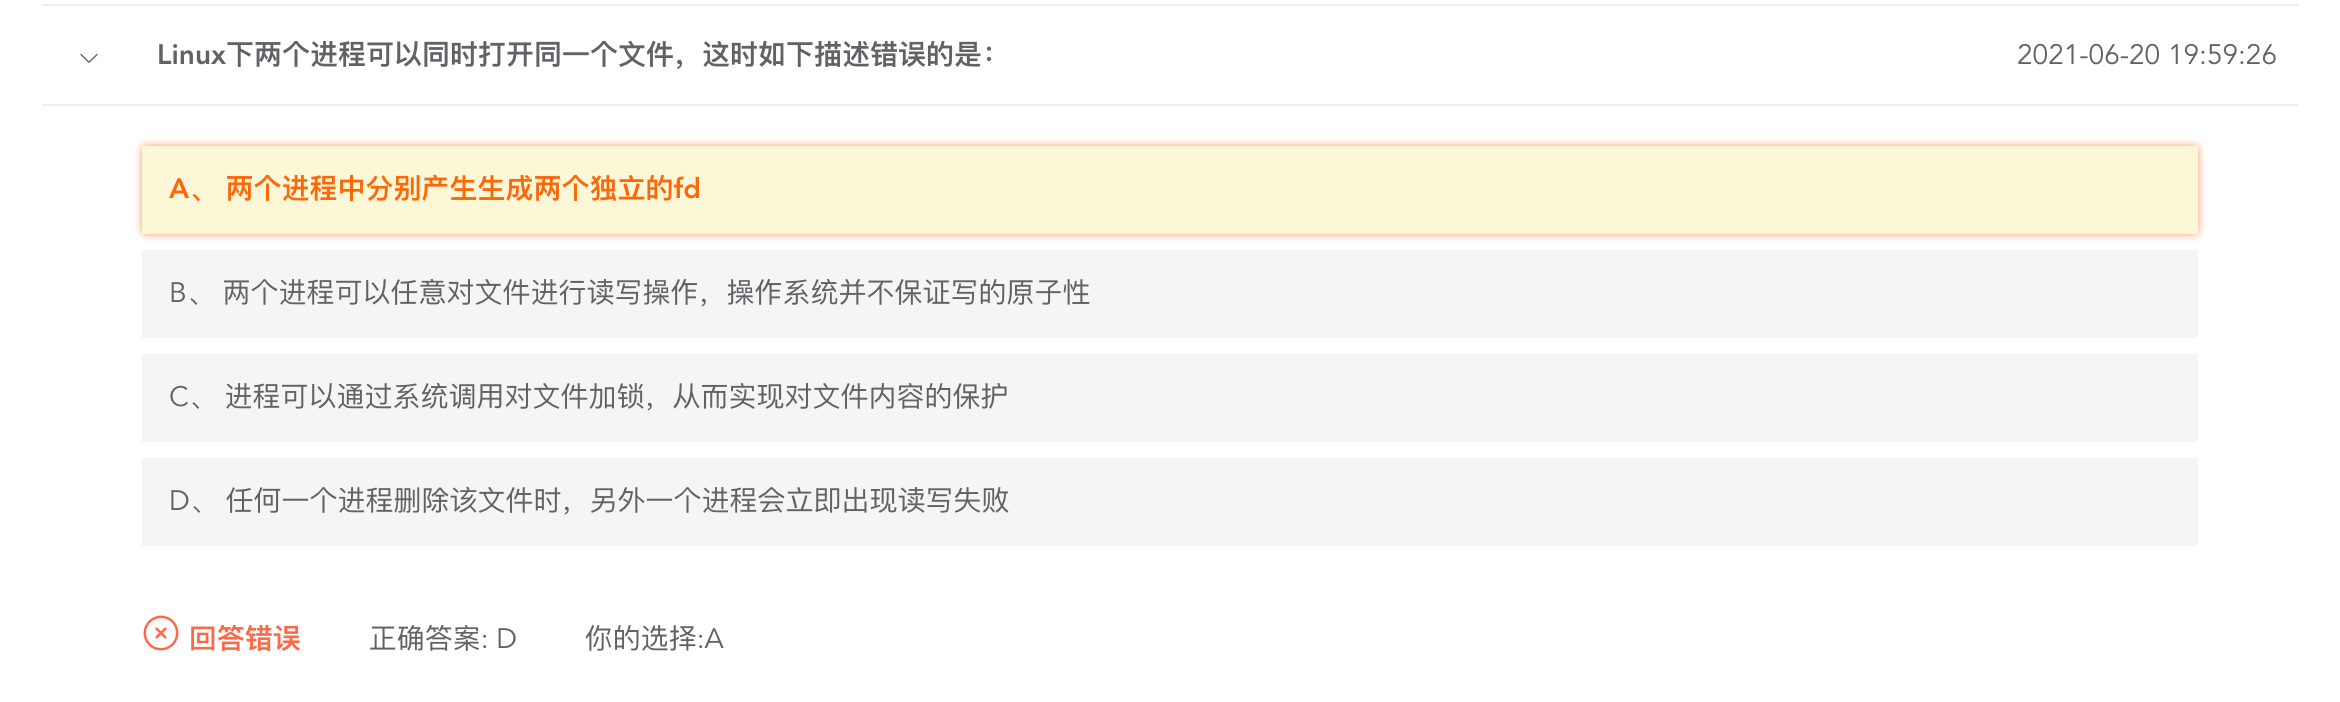 Linux下两个进程可以同时打开同一个文件，这时如下描述错误的是： 2021-06-20 19:59:26
A、 两个进程中分别产生生成两个独立的fd
B、 两个进程可以任意对文件进行读写操作，操作系统并不保证写的原子性
C、 进程可以通过系统调用对文件加锁，从而实现对文件内容的保护
D、 任何一个进程删除该文件时，另外一个进程会立即出现读写失败
回答错误 正确答案: D 你的选择:A